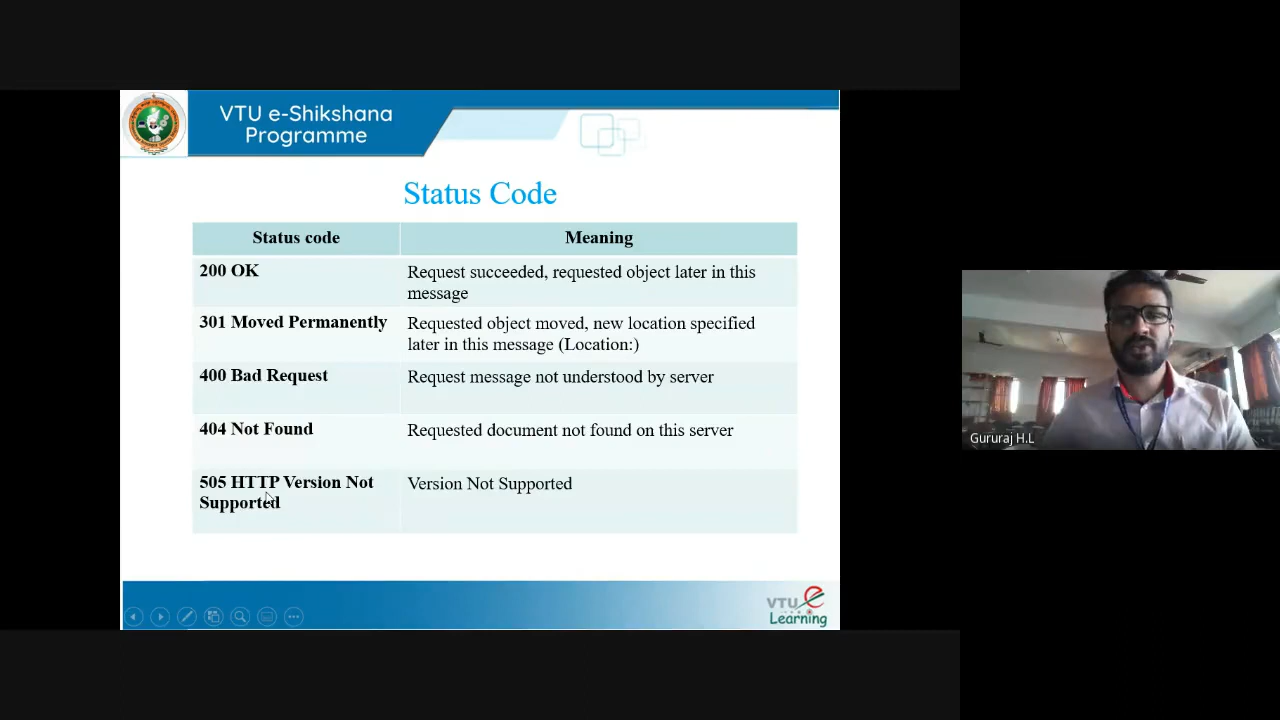 VTU e-Shikshana
Programme
Status Code
Status code
Meaning
200 OK
Request succeeded, requested object later in this
message
301 Moved Permanently
Requested object moved, new location specified
later in this message (Location:)
400 Bad Request
Request message not understood by server
404 Not Found
Requested document not found on this server
505 HTTP Version Not
Supported
Version Not Supported
VTU e
Learning
Gururaj H.L